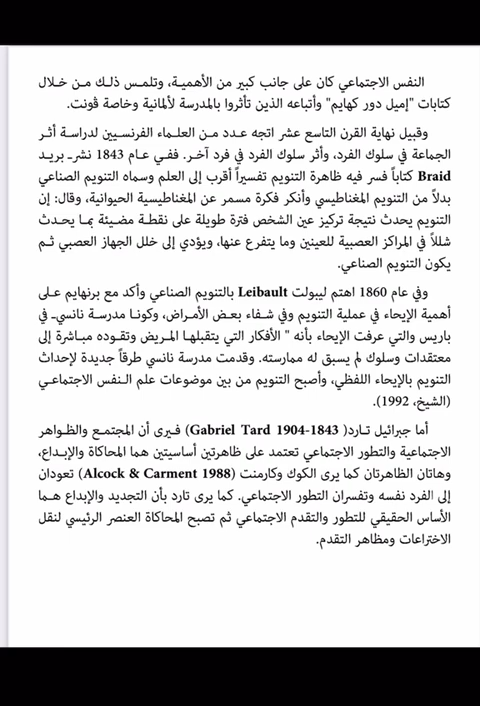 النفس الاجتماعي كان على جانب كبير من الأهمية، وتلمس ذلك من خلال
كتابات "إميل دور كهايم" وأتباعه الذين تأثروا بالمدرسة لألمانية وخاصة ڤونت.
وقبيل نهاية القرن التاسع عشر اتجه عدد من العلماء الفرنسيين لدراسة أثر
الجماعة في سلوك الفرد، وأثر سلوك الفرد في فرد آخر. ففي عام 1843 نشر بريد
Braid كتاباً فسر فيه ظاهرة التنويم تفسيراً أقرب إلى العلم وسماه التنويم الصناعي
بدلاً من التنويم المغناطيسي وأنكر فكرة مسمر عن المغناطيسية الحيوانية، وقال: إن
التنويم يحدث نتيجة تركيز عين الشخص فترة طويلة على نقطة مضيئة بما يحدث
شللاً في المراكز العصبية للعينين وما يتفرع عنها، ويؤدي إلى خلل الجهاز العصبي ثم
يكون التنويم الصناعي.
وفي عام 1860 اهتم ليبولت Leibault بالتنويم الصناعي وأكد مع برنهايم على
أهمية الإيحاء في عملية التنويم وفي شفاء بعض الأمراض، وكونا مدرسة نانسي في
باريس والتي عرفت الإيحاء بأنه " الأفكار التي يتقبلها المريض وتقوده مباشرة إلى
معتقدات وسلوك لم يسبق له ممارسته. وقدمت مدرسة نانسي طرقاً جديدة لإحداث
التنويم بالإيحاء اللفظي، وأصبح التنويم من بين موضوعات علم النفس الاجتماعي
(الشيخ، 1992).
أما جبرائيل تارد( Gabriel Tard 1904-1843) فيرى أن المجتمع والظواهر
الاجتماعية والتطور الاجتماعي تعتمد على ظاهرتين أساسيتين هما المحاكاة والإبداع،
وهاتان الظاهرتان كما يرى الكوك وكارمنت (Alcock & Carment 1988) تعودان
إلى الفرد نفسه وتفسران التطور الاجتماعي. كما يرى تارد بأن التجديد والإبداع هما
الأساس الحقيقي للتطور والتقدم الاجتماعي ثم تصبح المحاكاة العنصر الرئيسي لنقل
الاختراعات ومظاهر التقدم.